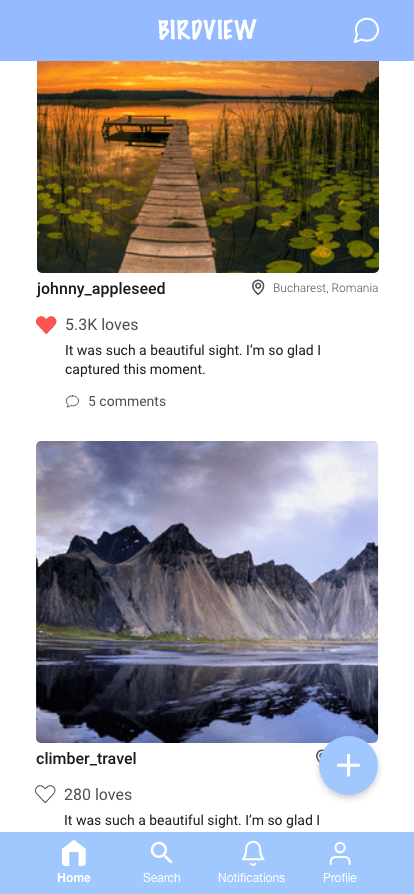 BIRDVIEW
johnny_appleseed
Bucharest, Romania
5.3K loves
It was such a beautiful sight. I’m so glad I
captured this moment.
5 comments
climber_travel
280 loves
It was such a beautiful sight. I’m so glad I
Home
Search
Notifications
Profile